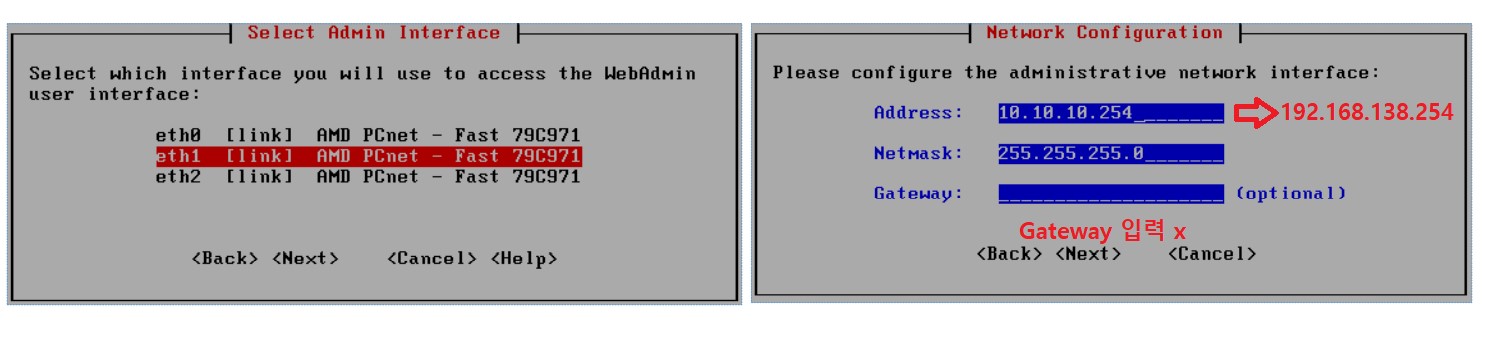 Select Admin Interface
Select which interface you will use to access the WebAdmin
user interface:
eth0 [link] AMD PCnet - Fast 79C971
eth1 [link] AMD PCnet - Fast 79C971
eth2 [link] AMD PCnet - Fast 79C971
<Back> <Next> <Cancel> <Help>
Network Configuration
Please configure the administrative network interface:
Address: 10.10.10.254_______ 192.168.138.254
Netmask: 255.255.255.0______
Gateway: ___________________ (optional)
Gateway 입력 x
<Back> <Next> <Cancel>